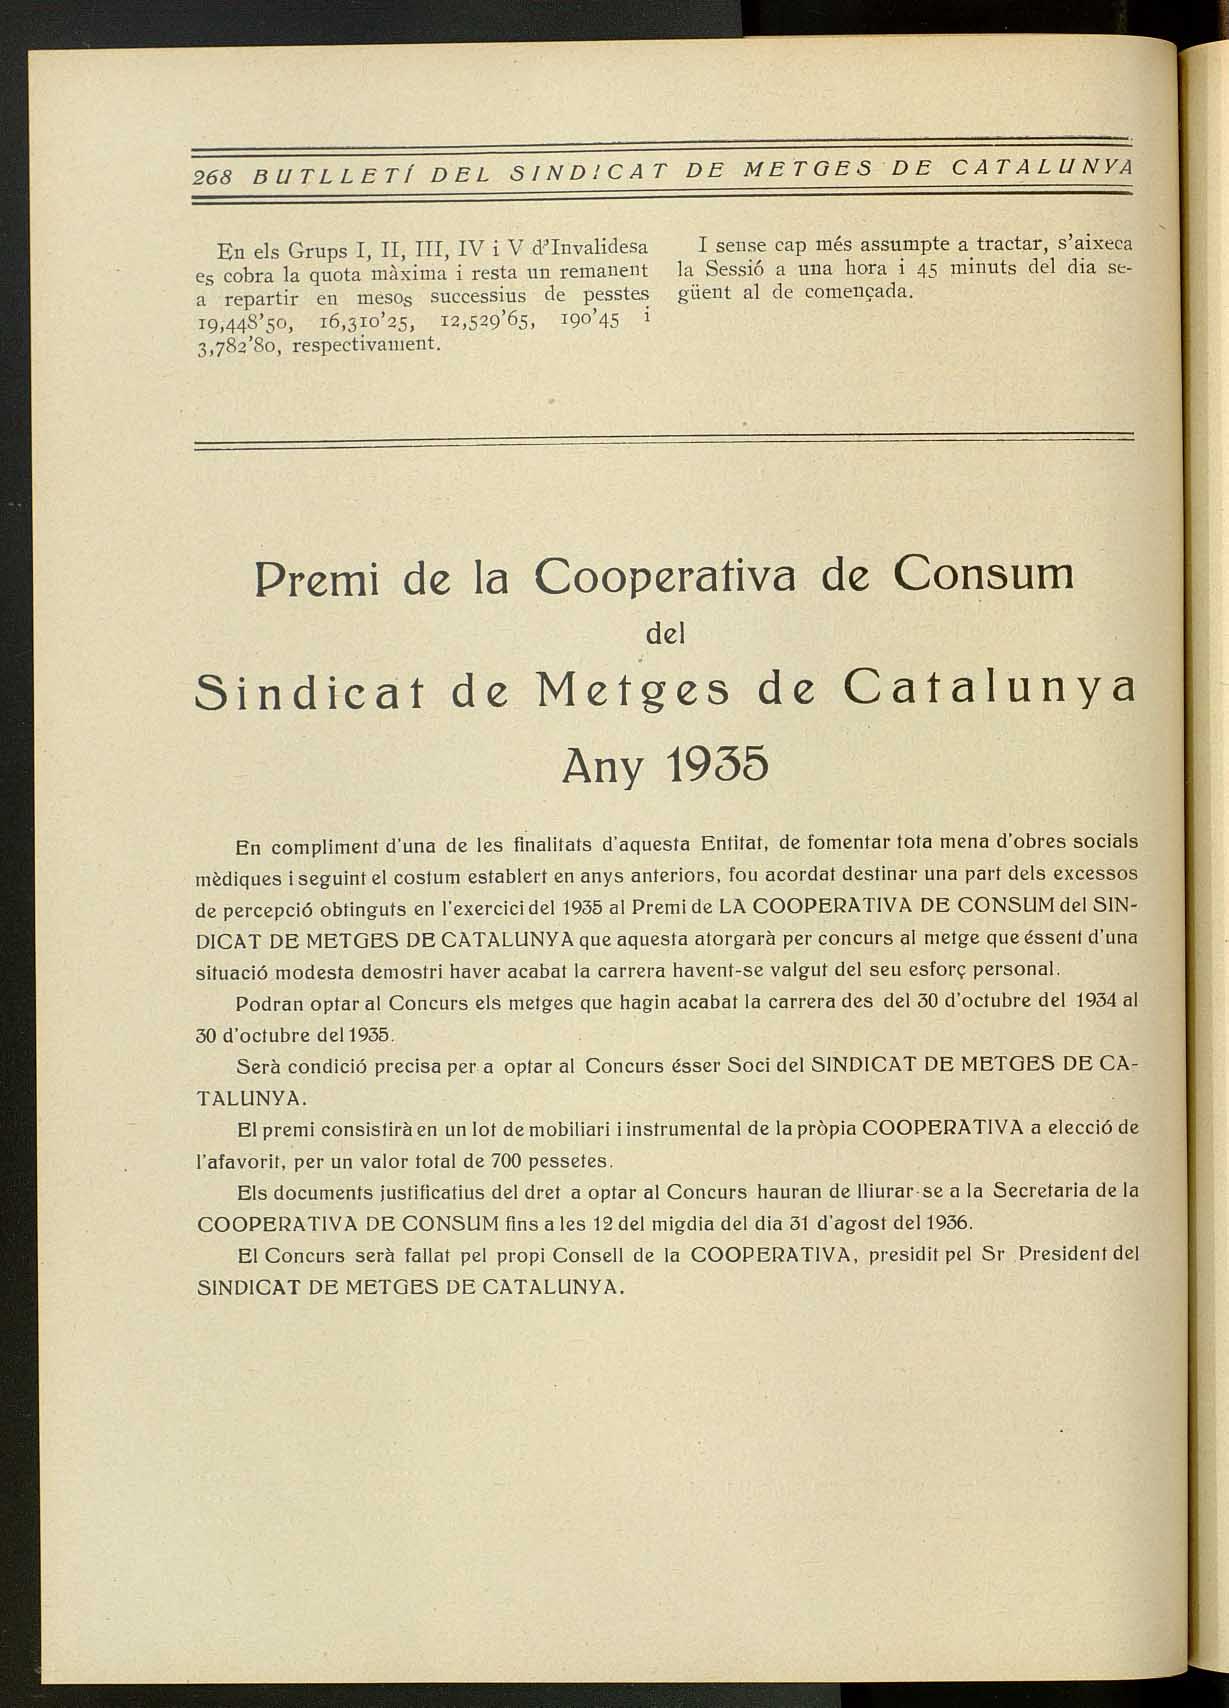 268 BUTLLETÍ DEL SINDICAT DE METGES DE CATALUNYA
En els Grups I, II, III, IV i V d'Invalidesa
es cobra la quota màxima i resta un remanent
a repartir en mesos successius de pesstes
19,448'50, 16,310'25, 12,529'65, 190'45 i
3,782'80, respectivament.
I sense cap més assumpte a tractar, s'aixeca
la Sessió a una hora i 45 minuts del dia se-
güent al de començada.
Premi de la Cooperativa de Consum
del
Sindicat de Metges de Catalunya
Any 1935
En compliment d'una de les finalitats d'aquesta Entitat, de fomentar tota mena d'obres socials
mèdiques i seguint el costum establert en anys anteriors, fou acordat destinar una part dels excessos
de percepció obtinguts en l'exercici del 1935 al Premi de LA COOPERATIVA DE CONSUM del SIN-
DICAT DE METGES DE CATALUNYA que aquesta atorgarà per concurs al metge que éssent d'una
situació modesta demostri haver acabat la carrera havent-se valgut del seu esforç personal.
Podran optar al Concurs els metges que hagin acabat la carrera des del 30 d'octubre del 1934 al
30 d'octubre del 1935.
Serà condició precisa per a optar al Concurs ésser Soci del SINDICAT DE METGES DE CA-
TALUNYA.
El premi consistirà en un lot de mobiliari i instrumental de la pròpia COOPERATIVA a elecció de
l'afavorit, per un valor total de 700 pessetes.
Els documents justificatius del dret a optar al Concurs hauran de lliurar-se a la Secretaria de la
COOPERATIVA DE CONSUM fins a les 12 del migdia del dia 31 d'agost del 1936.
El Concurs serà fallat pel propi Consell de la COOPERATIVA, presidit pel Sr President del
SINDICAT DE METGES DE CATALUNYA.